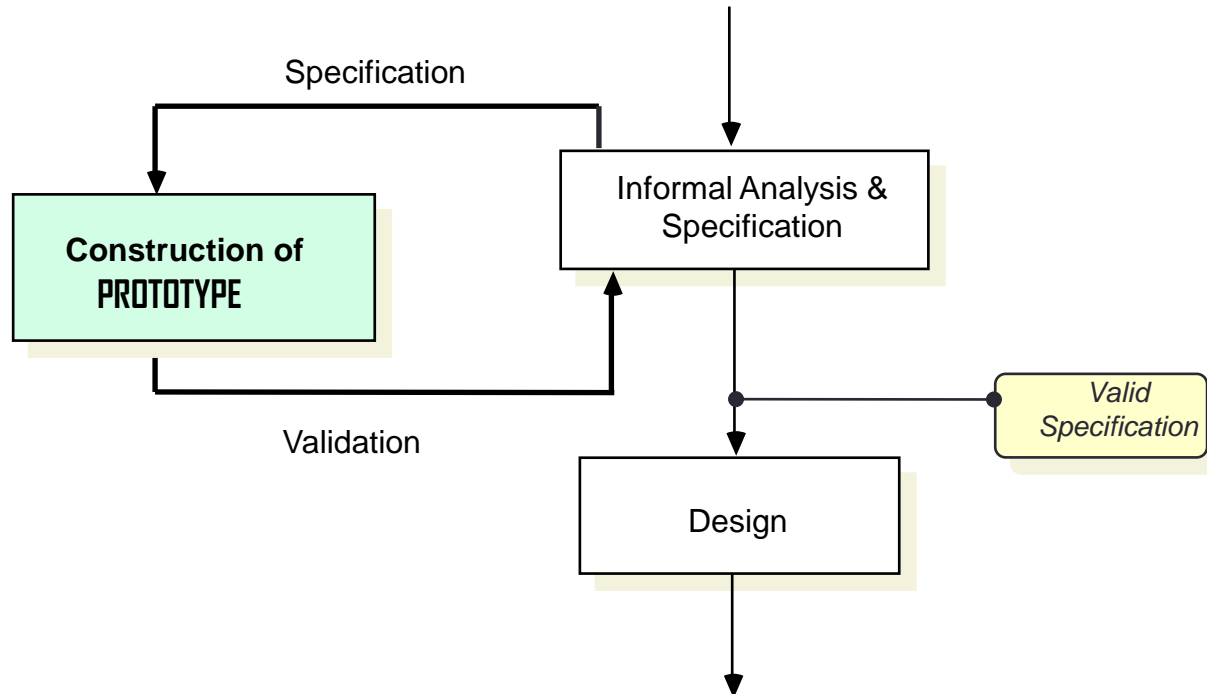 Specification
Informal Analysis &
Specification
Construction of
PROTOTYPE
Validation
Valid
Specification
Design